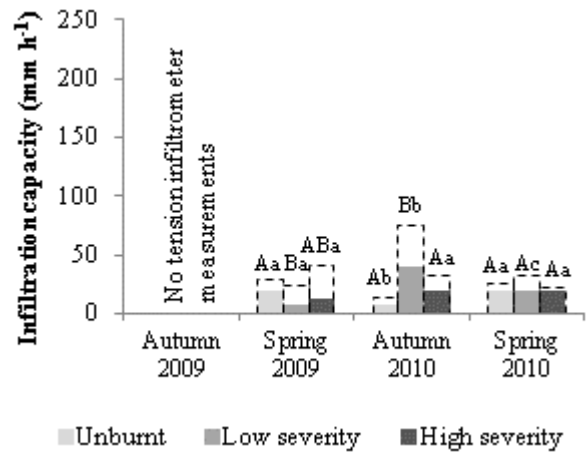 Infiltration capacity (mm h-1)
250
200
150
100
50
0
No tension infiltrometer
measurements
Aa
Ba
ABa
Ab
Bb
Aa
Aa
Ac
Aa
Autumn
2009
Spring
2009
Autumn
2010
Spring
2010
Unburnt
Low severity
High severity